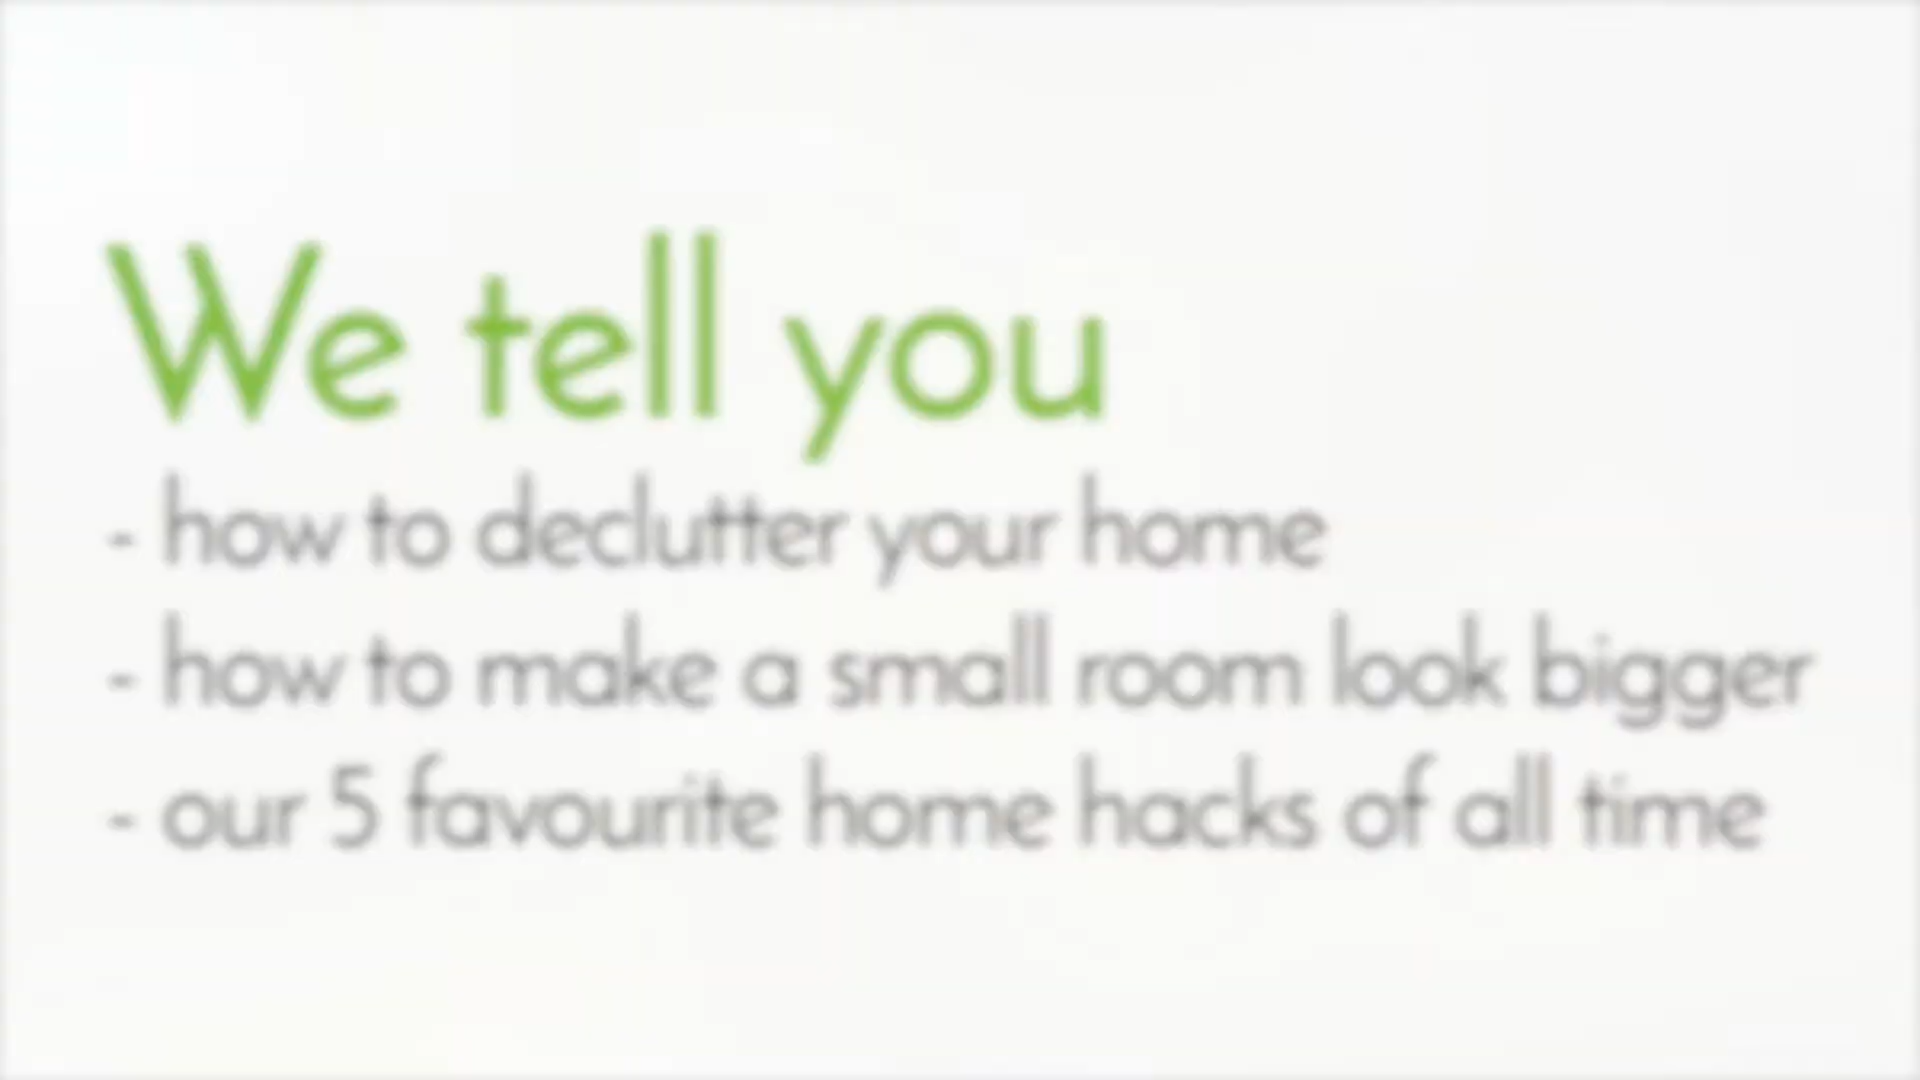 We tell you
- how to declutter your home
- how to make a small room look bigger
- our 5 favourite home hacks of all time